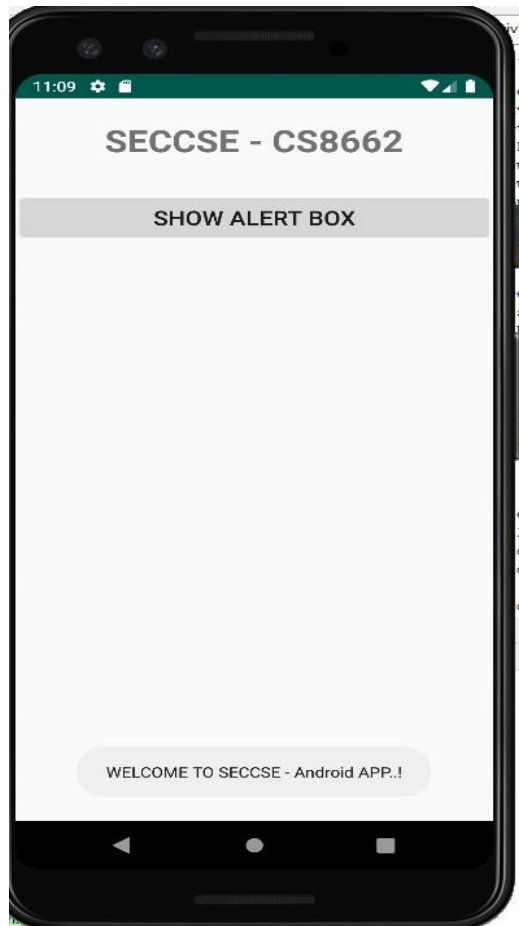 11:09
SECCSE - CS8662
SHOW ALERT BOX
WELCOME TO SECCSE - Android APP..!